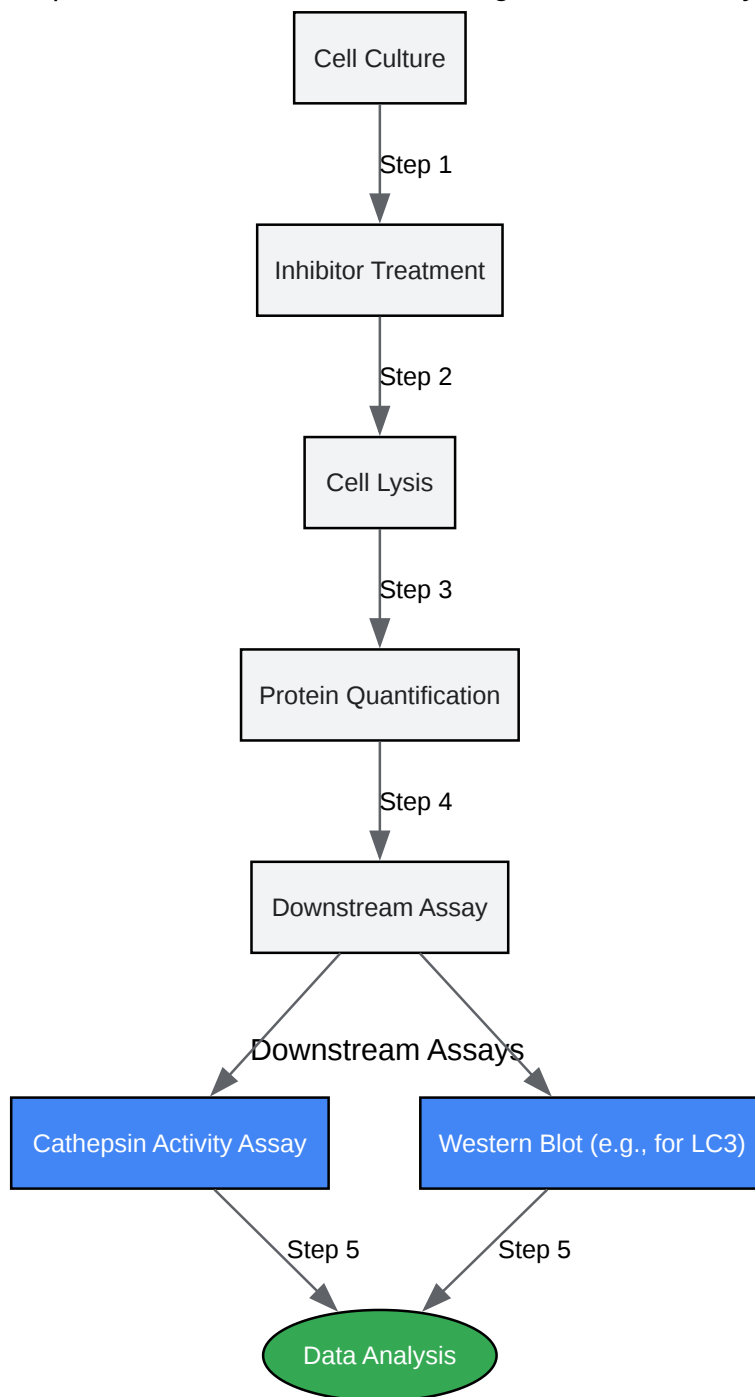 Cell Culture
Step 1
Inhibitor Treatment
Step 2
Cell Lysis
Step 3
Protein Quantification
Step 4
Downstream Assay
Downstream Assays
Cathepsin Activity Assay
Western Blot (e.g., for LC3)
Step 5
Step 5
Data Analysis